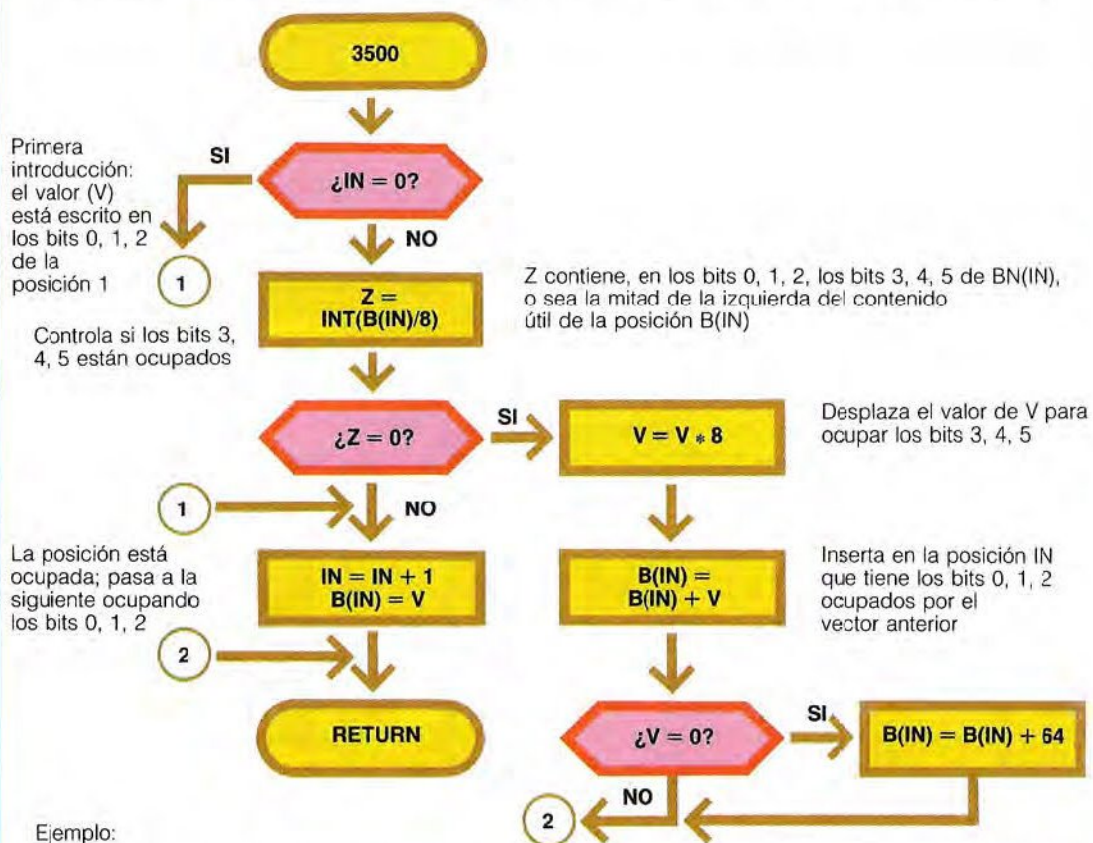 3500
Primera
introducción:
el valor (V)
está escrito en
los bits 0, 1, 2
de la
posición 1
SI
¿IN = 0?
NO
1
Z =
INT(B(IN)/8)
Z contiene, en los bits 0, 1, 2, los bits 3, 4, 5 de BN(IN),
o sea la mitad de la izquierda del contenido
útil de la posición B(IN)
Controla si los bits 3,
4, 5 están ocupados
¿Z = 0?
SI
V = V * 8
Desplaza el valor de V para
ocupar los bits 3, 4, 5
1
NO
La posición está
ocupada; pasa a la
siguiente ocupando
los bits 0, 1, 2
IN = IN + 1
B(IN) = V
B(IN) =
B(IN) + V
Inserta en la posición IN
que tiene los bits 0, 1, 2
ocupados por el
vector anterior
2
RETURN
¿V = 0?
SI
B(IN) = B(IN) + 64
NO
2
Ejemplo: